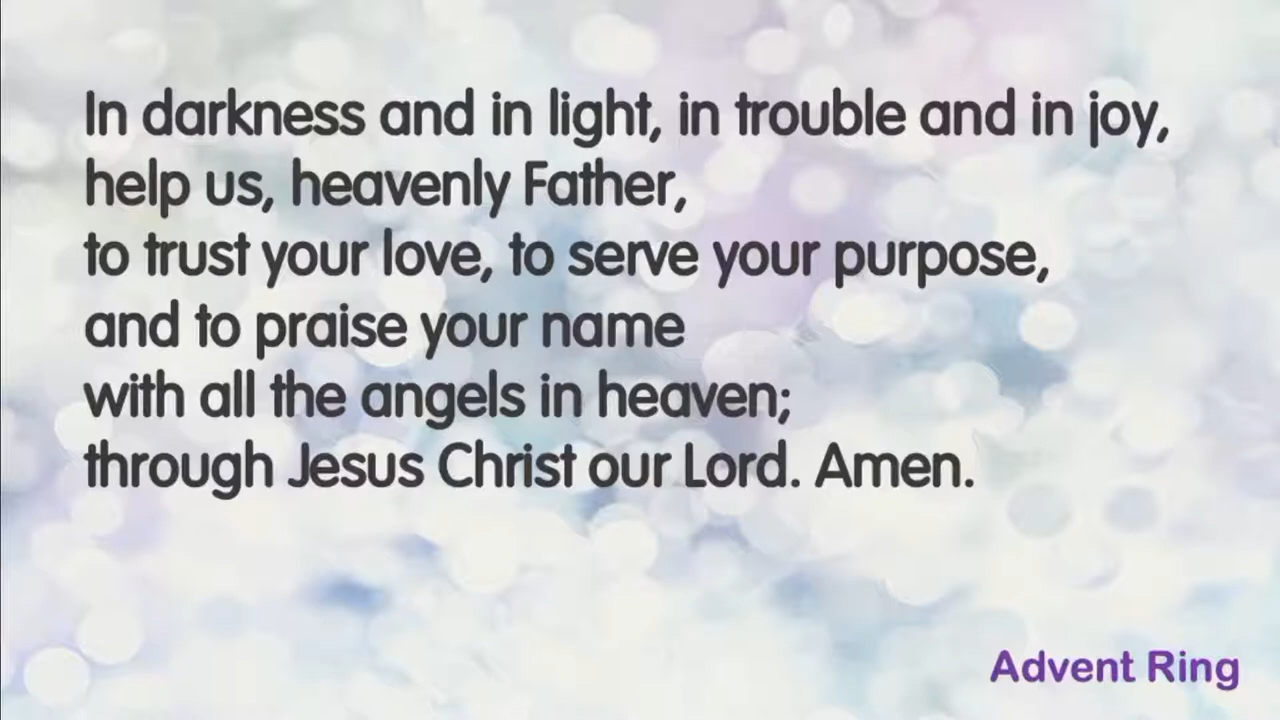 In darkness and in light, in trouble and in joy,
help us, heavenly Father,
to trust your love, to serve your purpose,
and to praise your name
with all the angels in heaven;
through Jesus Christ our Lord. Amen.
Advent Ring